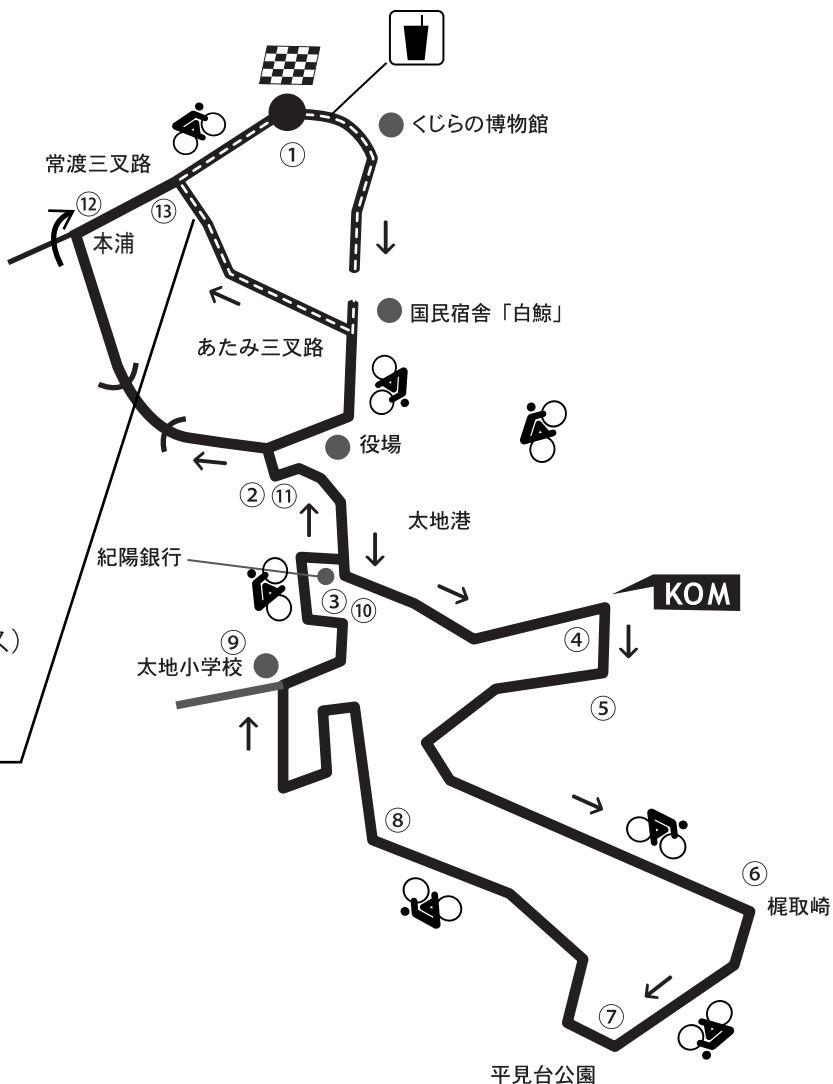 ①
くじらの博物館
常渡三叉路
⑫
⑬
本浦
国民宿舎「白鯨」
あたみ三叉路
役場
② ⑪
太地港
紀陽銀行
KOM
③ ⑩
④
⑨
ス）
太地小学校
⑤
⑧
⑥
梶取崎
⑦
平見台公園